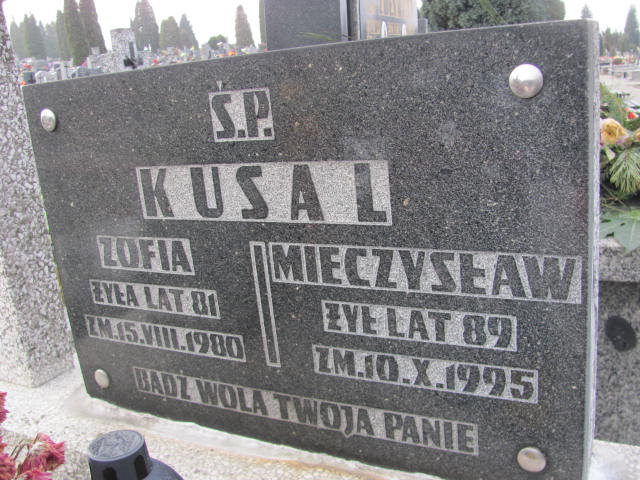 Ś.P.
KUSAL
ZOFIA
ŻYŁA LAT 81
ZM.15.VIII.1980
MIECZYSŁAW
ŻYŁ LAT 89
ZM.10.X.1995
BĄDŹ WOLA TWOJA PANIE